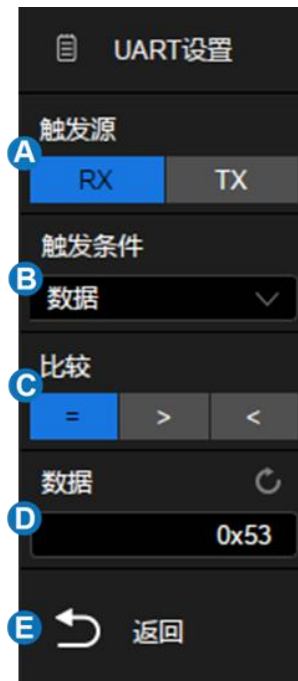 UART设置
触发源
A
RX TX
触发条件
B
数据
比较
C
= > <
数据
D
0x53
E 返回